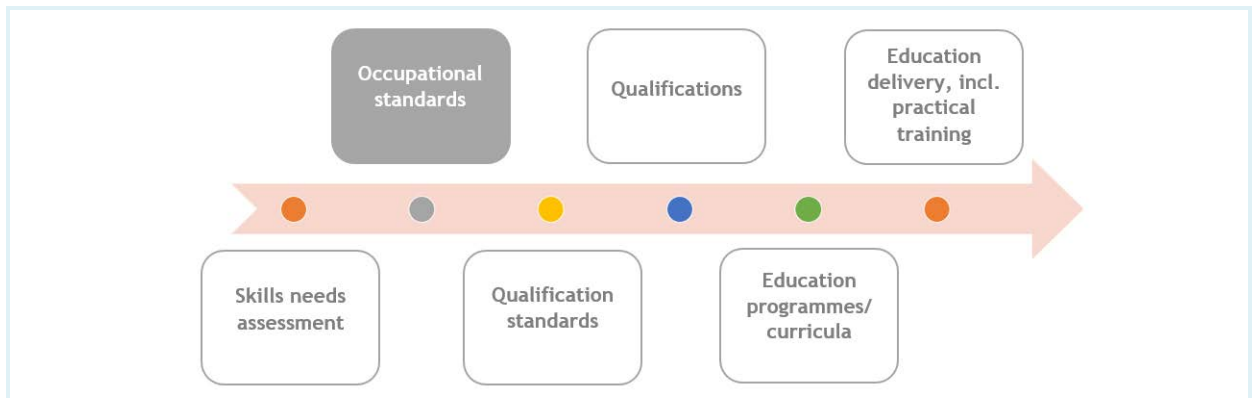 Occupational
standards
Qualifications
Education
delivery, incl.
practical
training
Skills needs
assessment
Qualification
standards
Education
programmes/
curricula